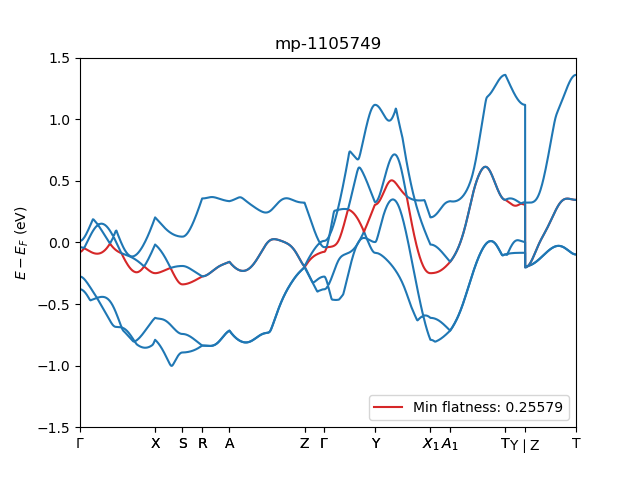 mp-1105749
1.5
1.0
0.5
0.0
−0.5
−1.0
−1.5
E − E_F (eV)
Γ X S R A Z Γ Y X₁ A₁ T Y | Z T
Min flatness: 0.25579